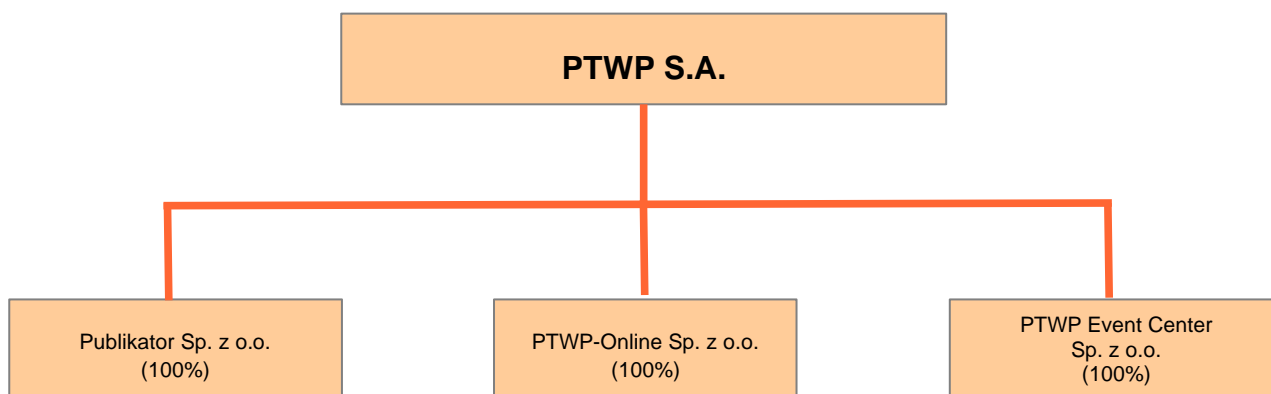 PTWP S.A.
Publikator Sp. z o.o.
(100%)
PTWP-Online Sp. z o.o.
(100%)
PTWP Event Center
Sp. z o.o.
(100%)